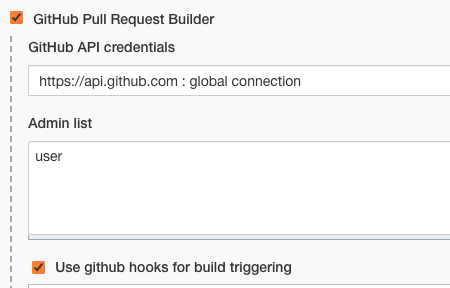 GitHub Pull Request Builder
GitHub API credentials
https://api.github.com : global connection
Admin list
user
Use github hooks for build triggering